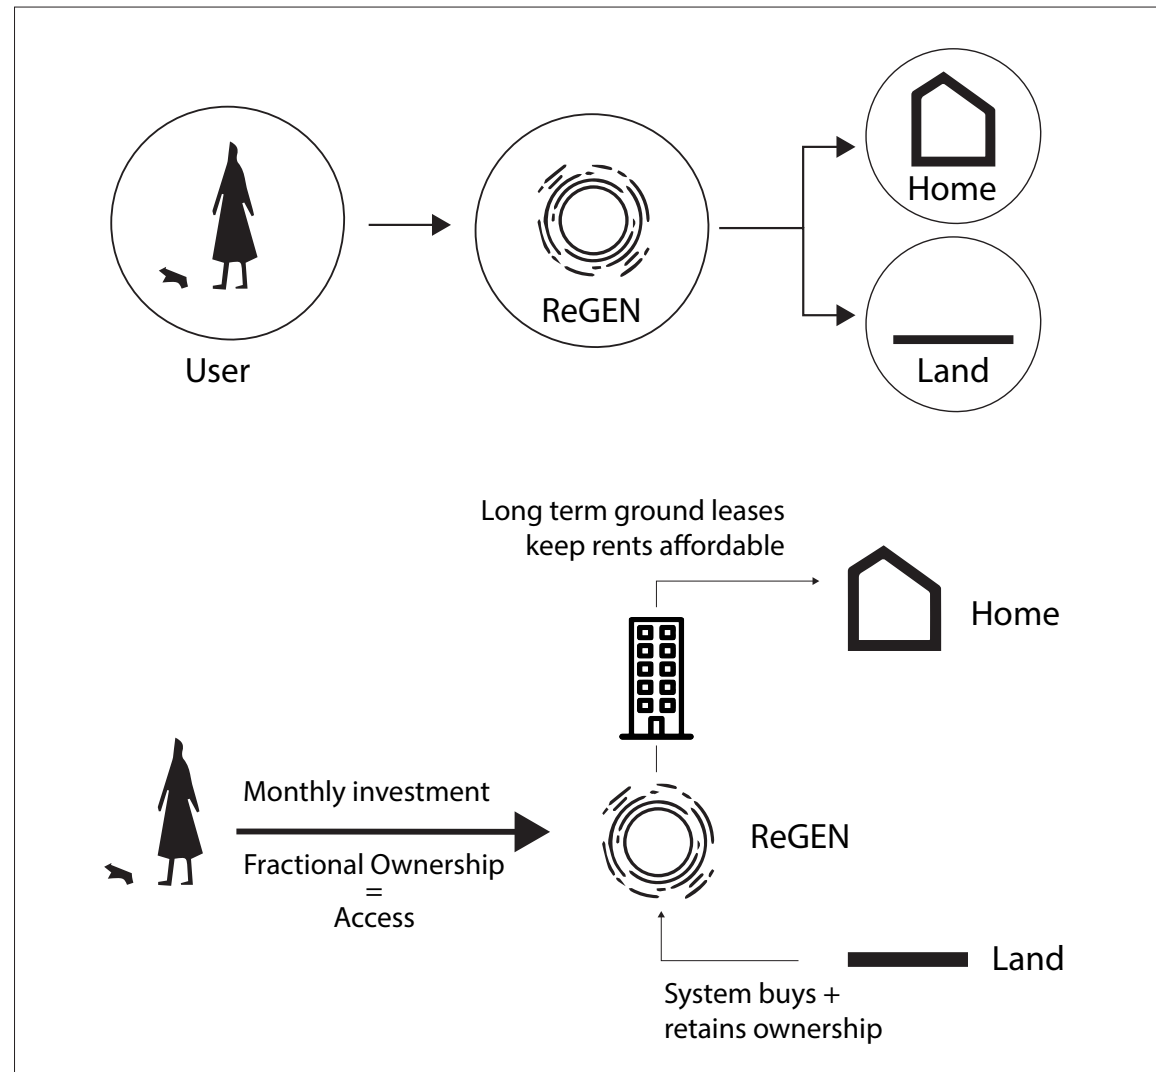 Home
ReGEN
User
Land
Long term ground leases
keep rents affordable
Home
Monthly investment
Fractional Ownership
=
Access
ReGEN
Land
System buys +
retains ownership